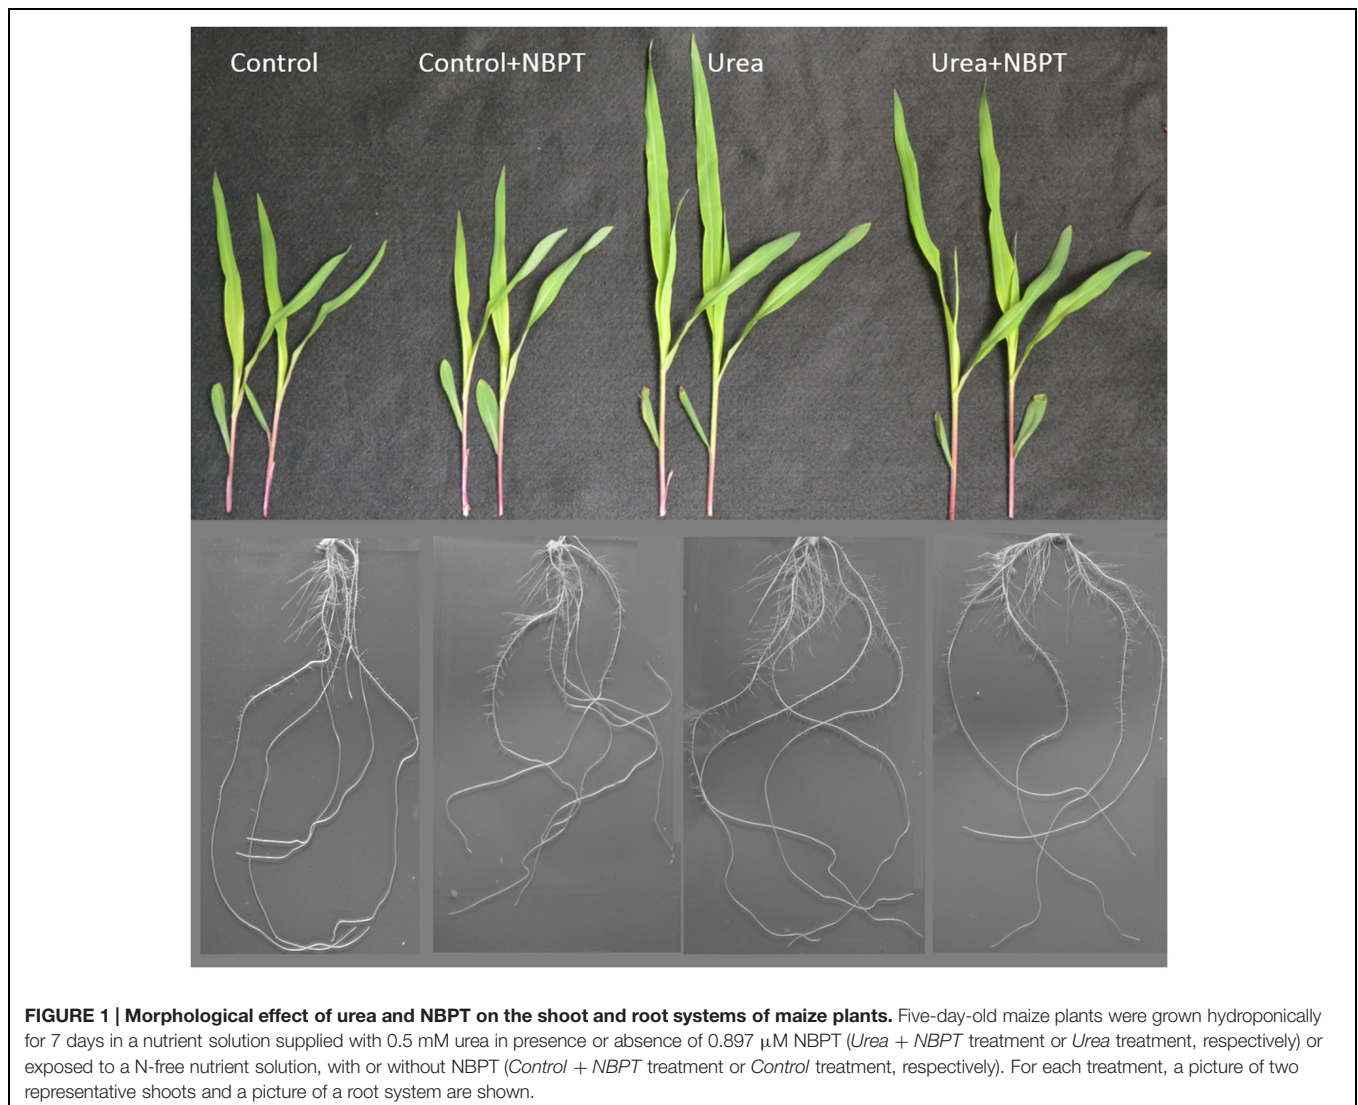 Control
Control+NBPT
Urea
Urea+NBPT
FIGURE 1 | Morphological effect of urea and NBPT on the shoot and root systems of maize plants. Five-day-old maize plants were grown hydroponically
for 7 days in a nutrient solution supplied with 0.5 mM urea in presence or absence of 0.897 μM NBPT (Urea + NBPT treatment or Urea treatment, respectively) or
exposed to a N-free nutrient solution, with or without NBPT (Control + NBPT treatment or Control treatment, respectively). For each treatment, a picture of two
representative shoots and a picture of a root system are shown.